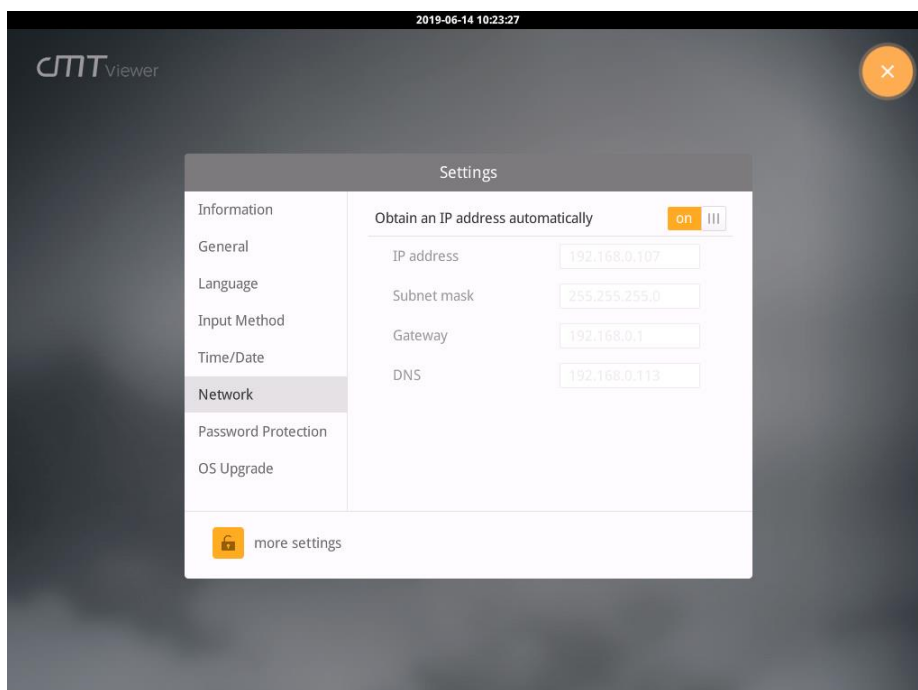 2019-06-14 10:23:27
cMT Viewer
Settings
Information
General
Language
Input Method
Time/Date
Network
Password Protection
OS Upgrade
Obtain an IP address automatically on
IP address 192.168.0.107
Subnet mask 255.255.255.0
Gateway 192.168.0.1
DNS 192.168.0.113
more settings